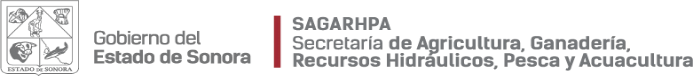 ESTADO DE SONORA
Gobierno del
Estado de Sonora
SAGARHPA
Secretaría de Agricultura, Ganadería,
Recursos Hidráulicos, Pesca y Acuacultura